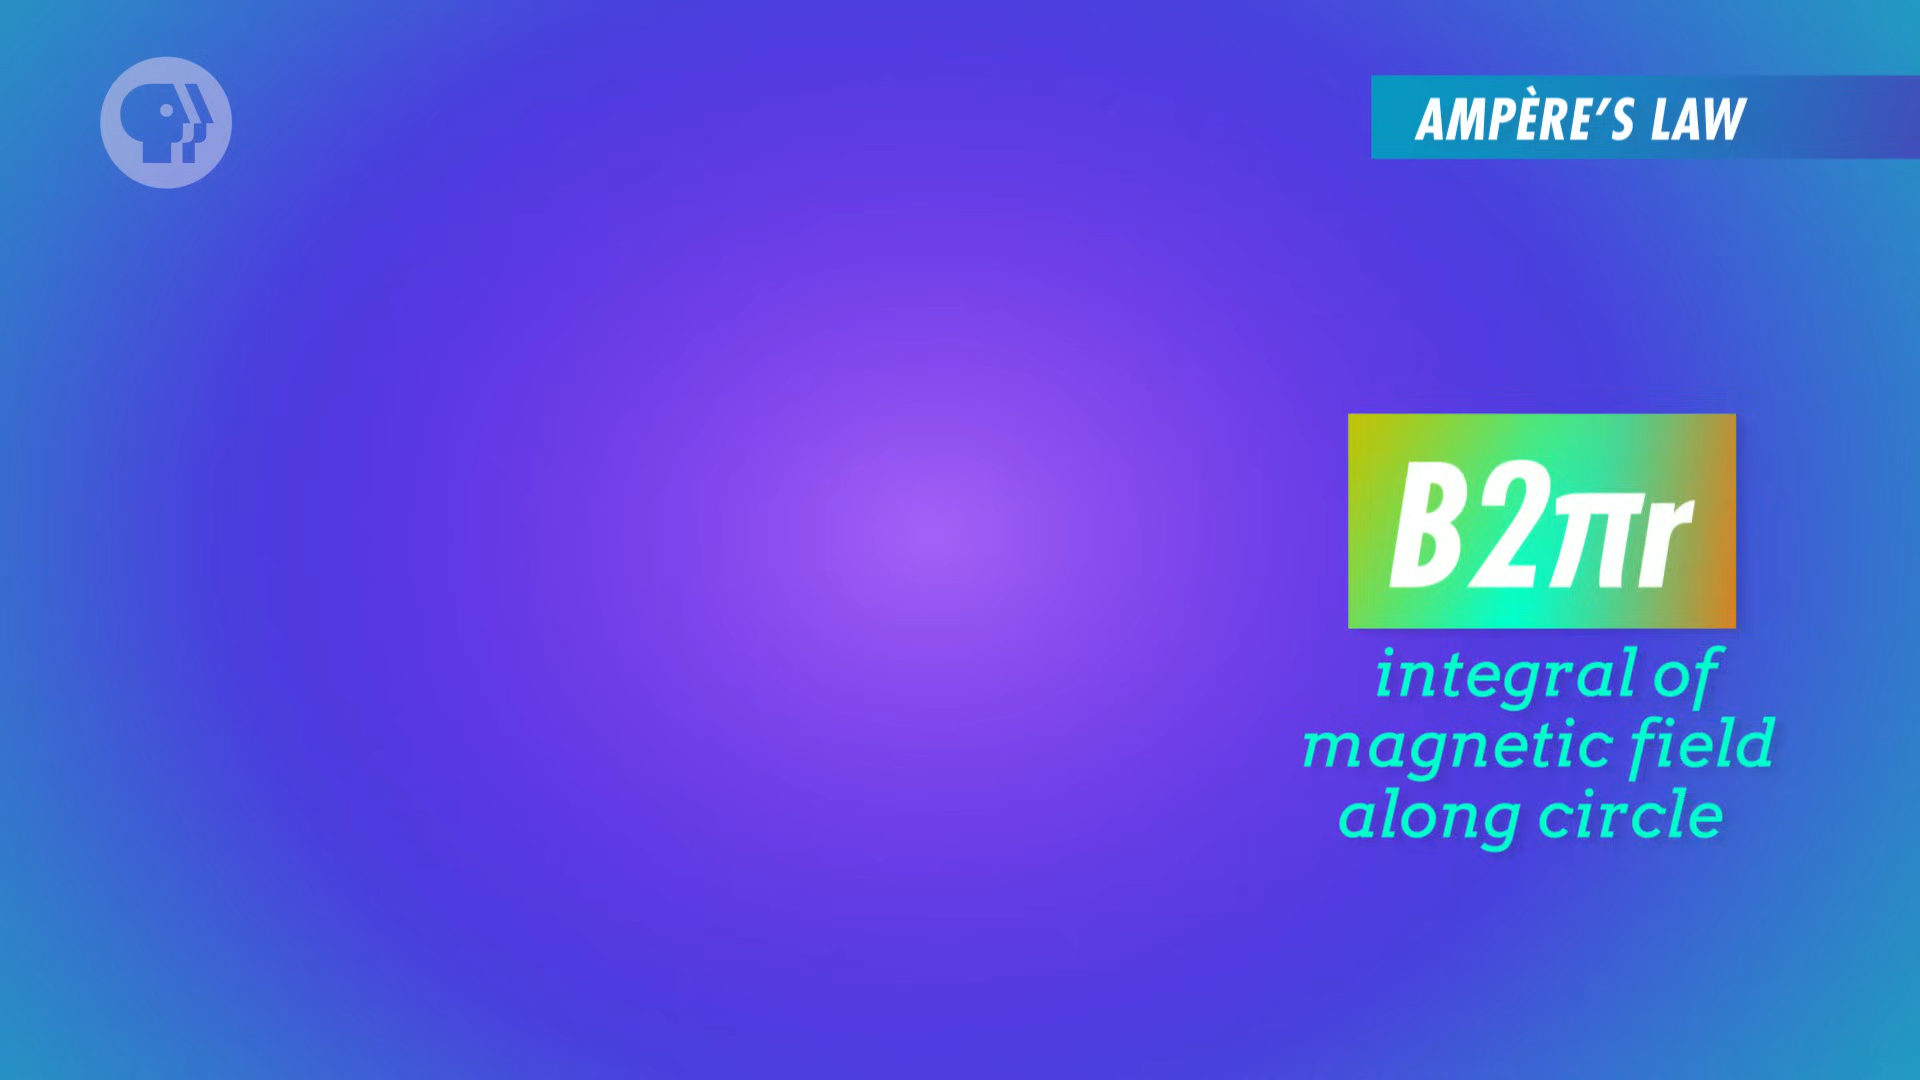 AMPÈRE'S LAW
B2πr
integral of
magnetic field
along circle